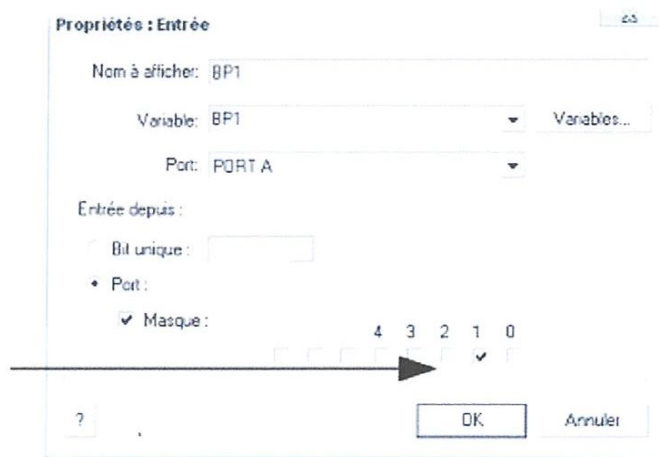 Propriétés : Entrée
Nom à afficher: BP1
Variable: BP1 Variables...
Port: PORT A
Entrée depuis :
Bit unique :
Port :
Masque :
4 3 2 1 0
? OK Annuler